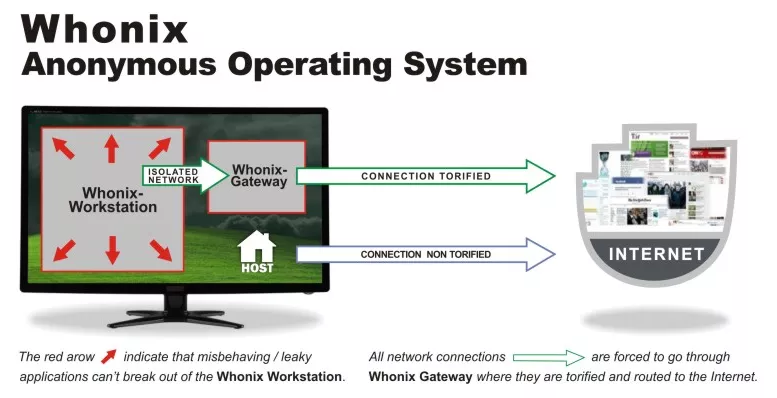 Whonix
Anonymous Operating System
ISOLATED
NETWORK
Whonix-
Workstation
Whonix-
Gateway
CONNECTION TORIFIED
HOST
CONNECTION NON TORIFIED
INTERNET
The red arow indicate that misbehaving / leaky
applications can't break out of the Whonix Workstation.
All network connections are forced to go through
Whonix Gateway where they are torified and routed to the Internet.